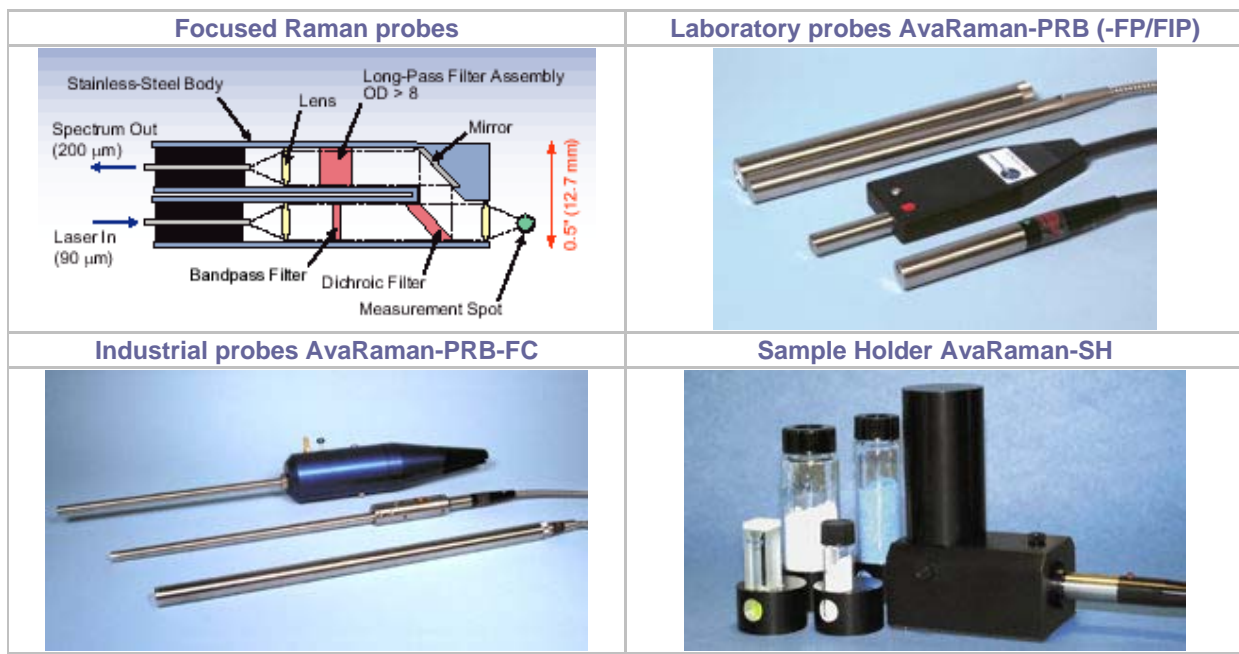 Focused Raman probes
Laboratory probes AvaRaman-PRB (-FP/FIP)
Stainless-Steel Body
Lens
Long-Pass Filter Assembly
OD > 8
Mirror
Spectrum Out
(200 µm)
0.5" (12.7 mm)
Laser In
(90 µm)
Bandpass Filter
Dichroic Filter
Measurement Spot
Industrial probes AvaRaman-PRB-FC
Sample Holder AvaRaman-SH